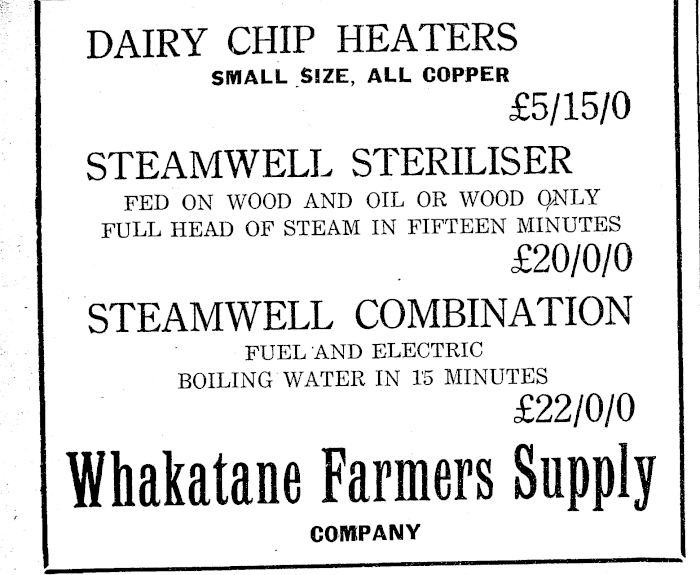 DAIRY CHIP HEATERS
SMALL SIZE, ALL COPPER
£5/15/0
STEAMWELL STERILISER
FED ON WOOD AND OIL OR WOOD ONLY
FULL HEAD OF STEAM IN FIFTEEN MINUTES
£20/0/0
STEAMWELL COMBINATION
FUEL AND ELECTRIC
BOILING WATER IN 15 MINUTES
£22/0/0
Whakatane Farmers Supply
COMPANY